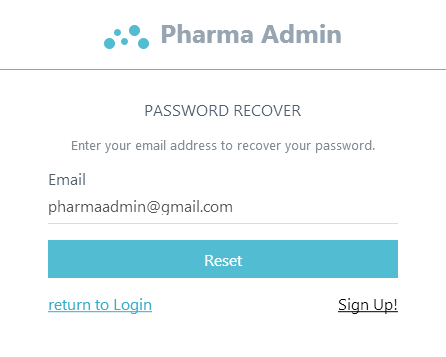 Pharma Admin
PASSWORD RECOVER
Enter your email address to recover your password.
Email
pharmaadmin@gmail.com
Reset
return to Login
Sign Up!